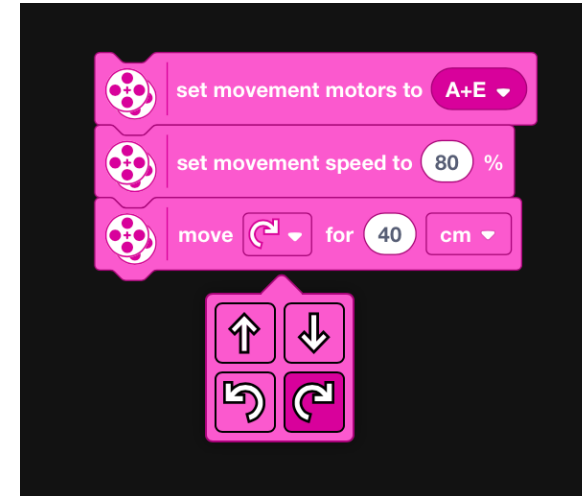 set movement motors to A+E
set movement speed to 80 %
move for 40 cm